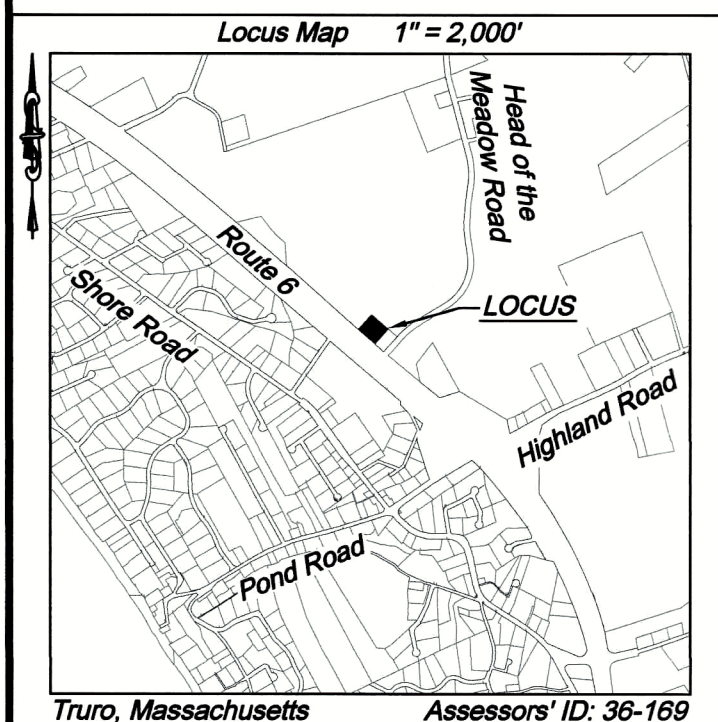 Locus Map 1" = 2,000'
Head of the
Meadow Road
Route 6
Shore Road
LOCUS
Highland Road
Pond Road
Truro, Massachusetts Assessors' ID: 36-169